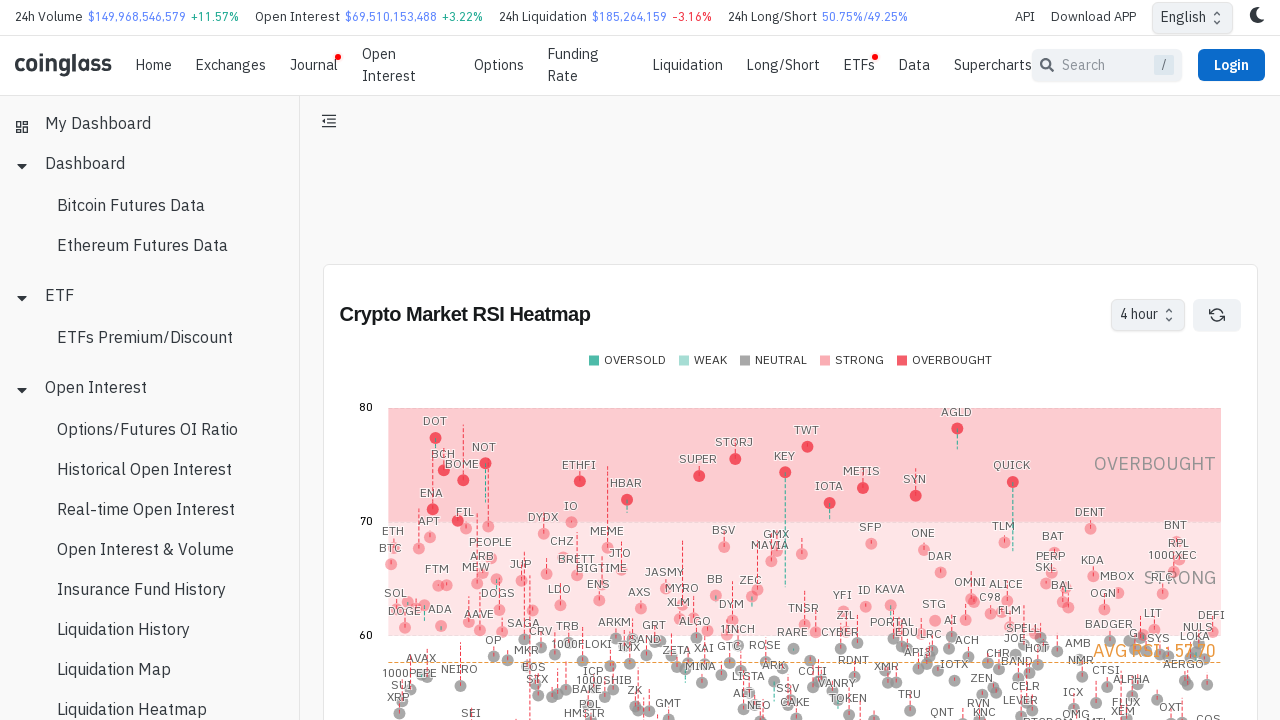 24h Volume $149,968,546,579 +11.57% Open Interest $69,510,153,488 +3.22% 24h Liquidation $185,264,159 -3.16% 24h Long/Short 50.75%/49.25% API Download APP English
coinglass Home Exchanges Journal Open Interest Options Funding Rate Liquidation Long/Short ETFs Data Supercharts Search / Login
My Dashboard
Dashboard
Bitcoin Futures Data
Ethereum Futures Data
ETF
ETFs Premium/Discount
Open Interest
Options/Futures OI Ratio
Historical Open Interest
Real-time Open Interest
Open Interest & Volume
Insurance Fund History
Liquidation History
Liquidation Map
Liquidation Heatmap
Crypto Market RSI Heatmap
4 hour
OVERSOLD WEAK NEUTRAL STRONG OVERBOUGHT
80
AGLD
DOT
TWT
STORJ
NOT
BCH
BOME
ETHFI
SUPER
KEY
QUICK
OVERBOUGHT
METIS
SYN
HBAR
IOTA
ENA
70
FIL
IO
APT
DYDX
DENT
ETH
MEME
BSV
GMX
SFP
ONE
TLM
BAT
BNT
BTC
PEOPLE
CHZ
MAVIA
RPL
ARB
BRETT
JTO
DAR
PERP
1000XEC
FTM
MEW
JUP
BIGTIME
JASMY
BB
ZEC
SKL
KDA
MBOX
RLC
STRONG
SOL
DOGS
LDO
ENS
AXS
MYRO
YFI
ID
KAVA
OMNI
ALICE
BAL
OGN
DOGE
ADA
AAVE
XLM
DYM
TNSR
STG
C98
FLM
LIT
DEFI
60
SAGA
CRV
TRB
ARKM
GRT
ALGO
1INCH
RARE
CYBER
ZIL
PORTAL
EDU
LRC
AI
SPELL
BADGER
NULS
QP
MKR
1000FLOKI
IMX
SAND
ZETA
XAI
GTC
ROSE
API3
ACH
JOE
HOT
AMB
SYS
LOKA
AVG RSI : 57.70
AVAX
NEIRO
EOS
ICP
MINA
ARK
RDNT
XMR
IOTX
CHR
BAND
NMR
CTSI
AERGO
1000PEPE
SUI
STX
1000SHIB
LISTA
COTI
VANRY
ZEN
CELR
ALPHA
XRP
BAKE
ZK
ALT
SSV
TOKEN
TRU
RVN
LEVER
ICX
FLUX
SEI
POL
HMSTR
GMT
NEO
CAKE
QNT
KNC
OMG
XEM
OXT
COS